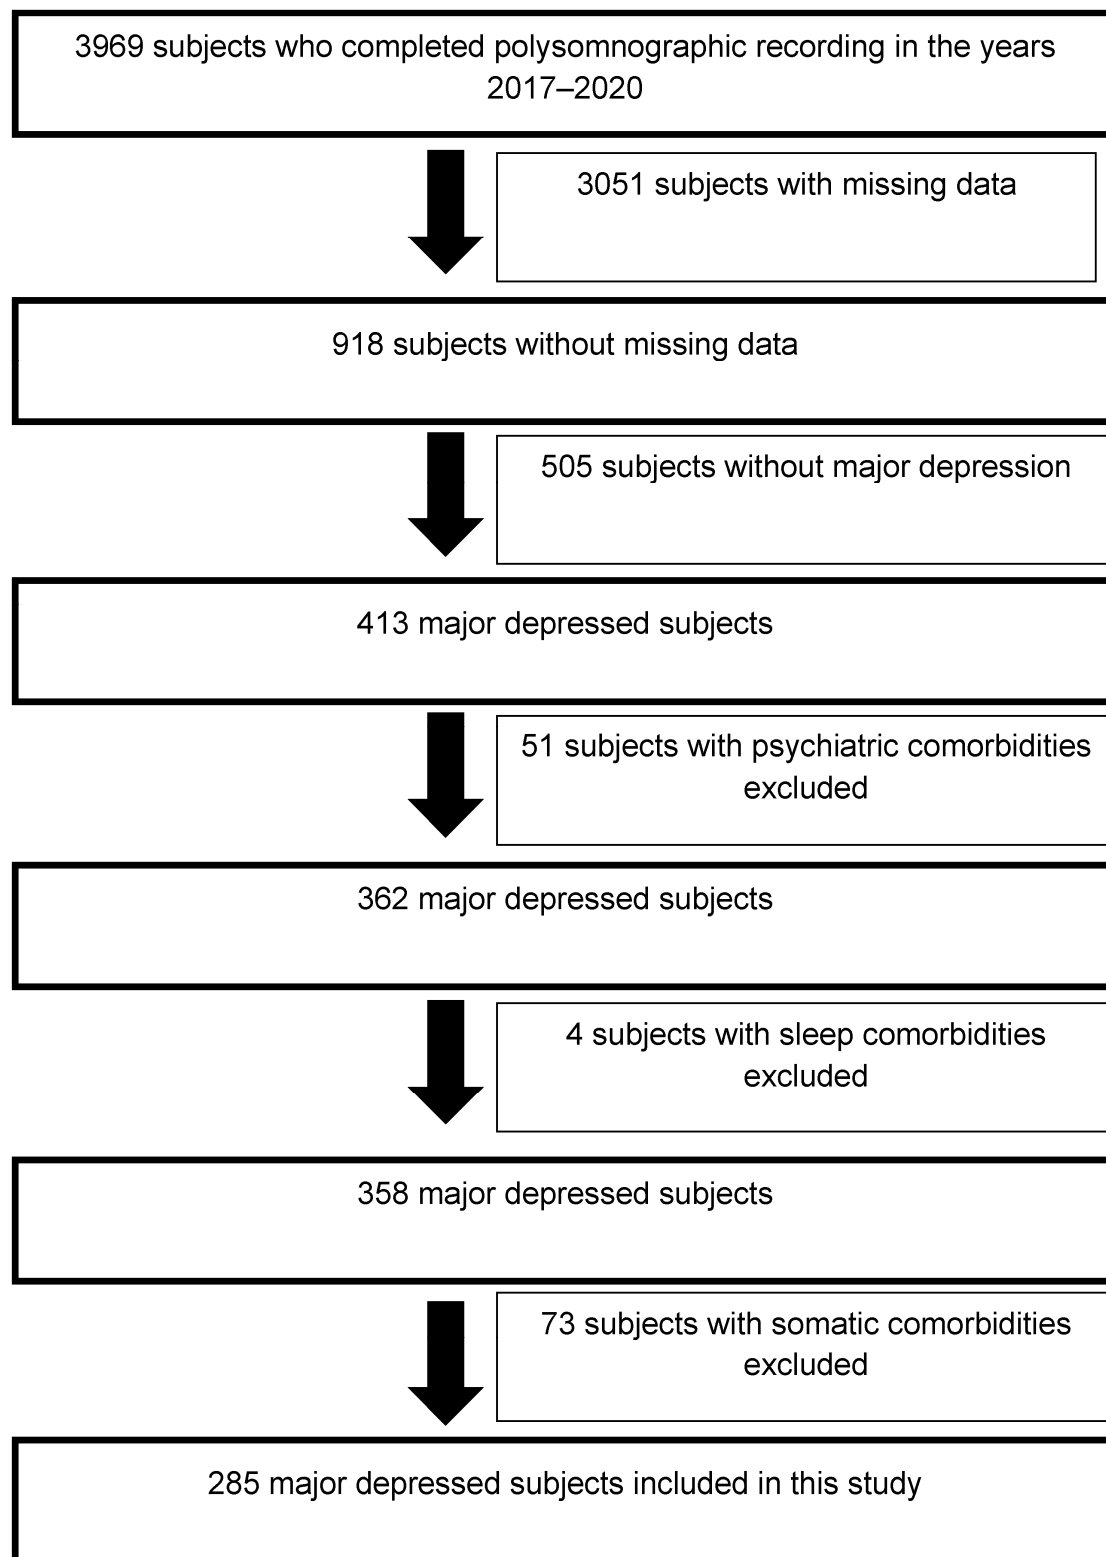 3969 subjects who completed polysomnographic recording in the years
2017–2020
3051 subjects with missing data
918 subjects without missing data
505 subjects without major depression
413 major depressed subjects
51 subjects with psychiatric comorbidities
excluded
362 major depressed subjects
4 subjects with sleep comorbidities
excluded
358 major depressed subjects
73 subjects with somatic comorbidities
excluded
285 major depressed subjects included in this study